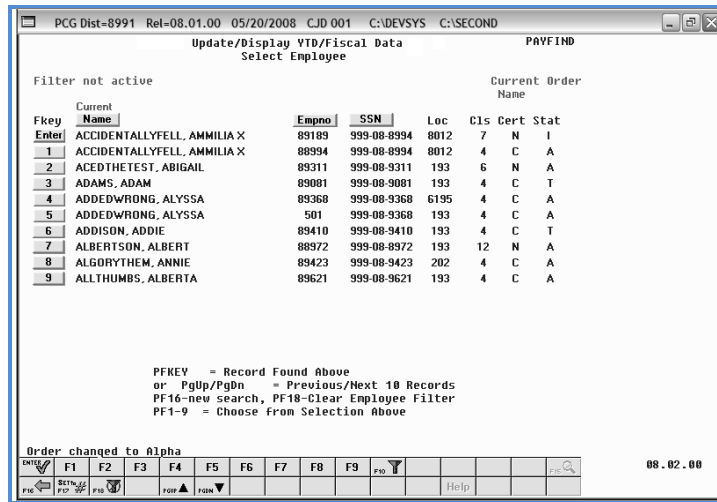 PCG Dist=8991 Rel=08.01.00 05/20/2008 CJD 001 C:\DEVSYS C:\SECOND
Update/Display YTD/Fiscal Data PAYFIND
Select Employee
Filter not active Current Order
Name
Current
Fkey Name Empno SSN Loc Cls Cert Stat
Enter ACCIDENTALLYFELL, AMMILIA X 89189 999-08-8994 8012 7 N I
1 ACCIDENTALLYFELL, AMMILIA X 88994 999-08-8994 8012 4 C A
2 ACEDTHETEST, ABIGAIL 89311 999-08-9311 193 6 N A
3 ADAMS, ADAM 89081 999-08-9081 193 4 C T
4 ADDEDWRONG, ALYSSA 89368 999-08-9368 6195 4 C A
5 ADDEDWRONG, ALYSSA 501 999-08-9368 193 4 C A
6 ADDISON, ADDIE 89410 999-08-9410 193 4 C T
7 ALBERTSON, ALBERT 88972 999-08-8972 193 12 N A
8 ALGORYTHEM, ANNIE 89423 999-08-9423 202 4 C A
9 ALLTHUMBS, ALBERTA 89621 999-08-9621 193 4 C A
PFKEY = Record Found Above
or PgUp/PgDn = Previous/Next 10 Records
PF16-new search, PF18-Clear Employee Filter
PF1-9 = Choose from Selection Above
Order changed to Alpha
ENTER F1 F2 F3 F4 F5 F6 F7 F8 F9 F10 F15 08.02.00
F16 F17 F18 PGUP PGDN Help